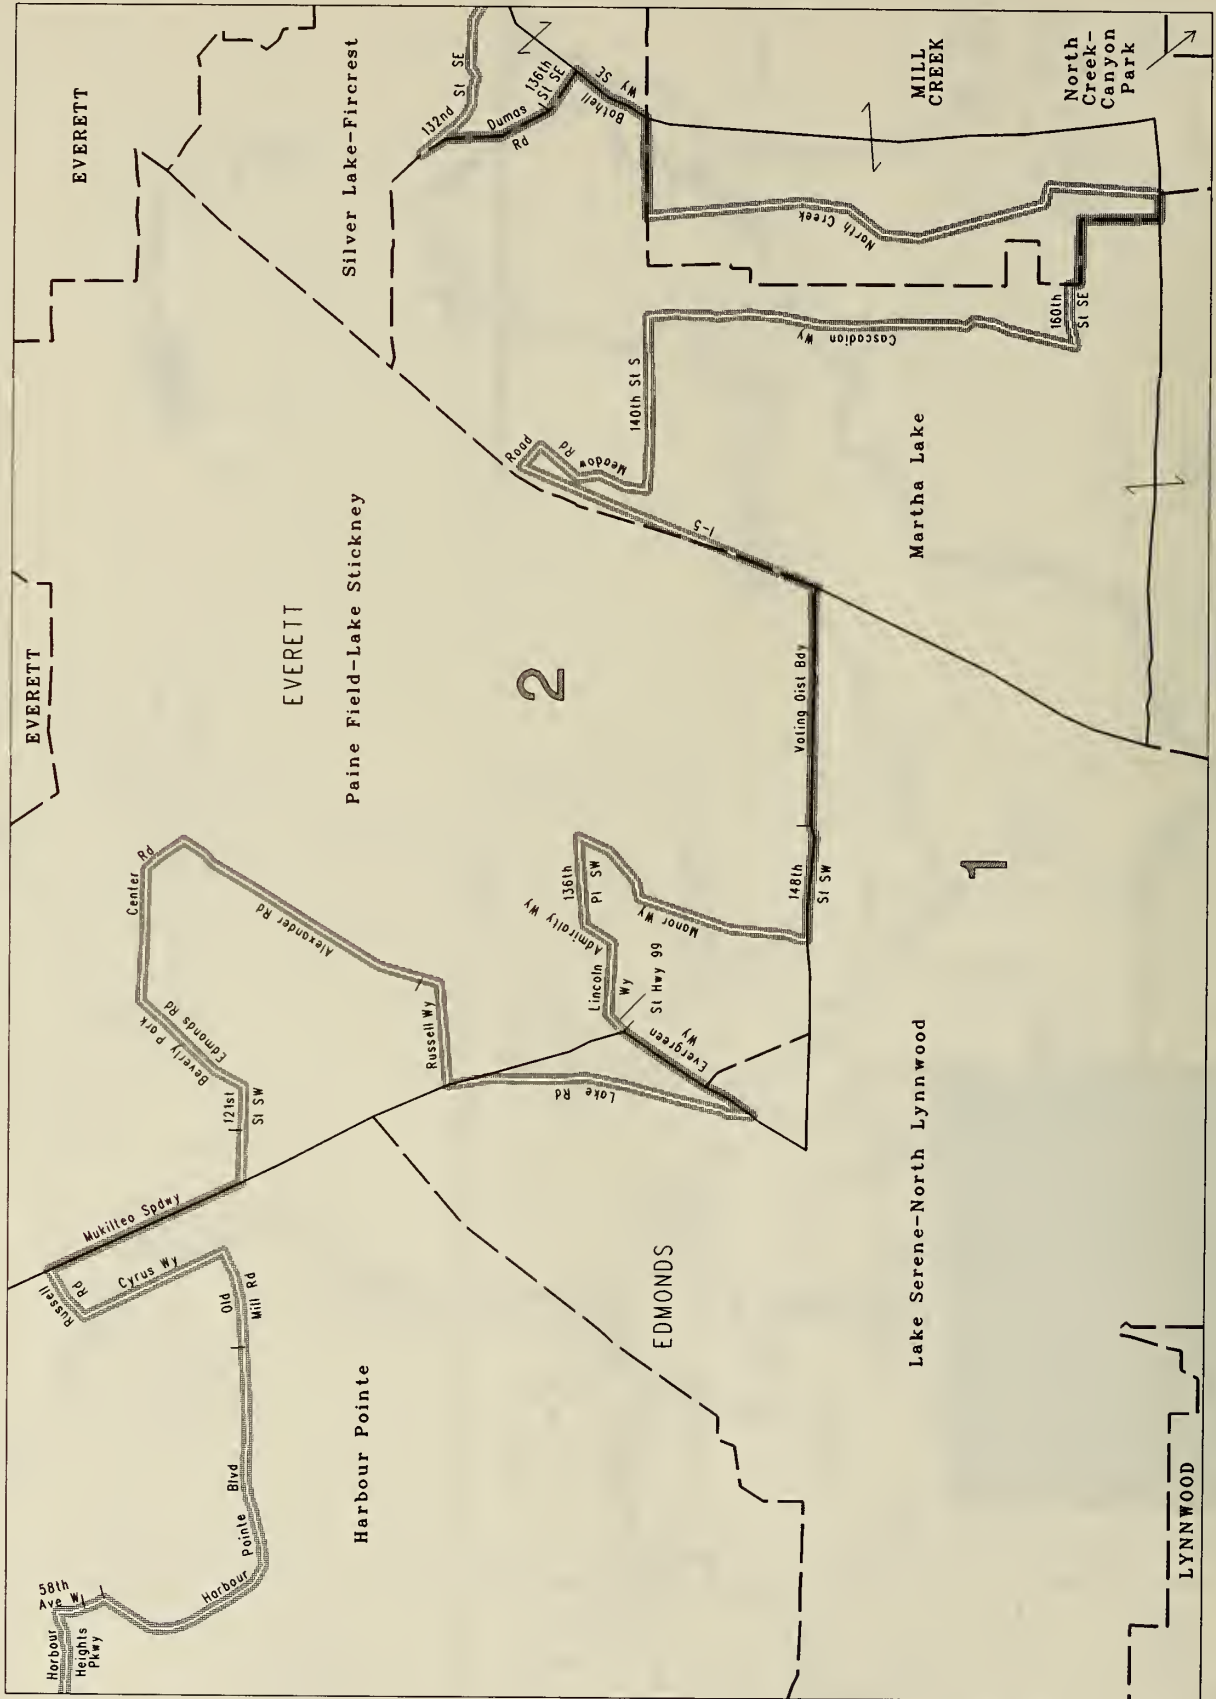 EVERETT
EVERETT
Silver Lake-Fircrest
132nd
St SE
Dumas
Rd
136th
St SE
Bothell
Wy SE
MILL
CREEK
North
Creek-
Canyon
Park
North Creek
160th
St SE
Cascadian
Wy
140th St S
Meadow
Rd
Road
I-5
Martha Lake
EVERETT
Paine Field-Lake Stickney
2
Voting Dist Bdy
148th
St SW
1
Center Rd
Alexander Rd
Beverly Park
Edmonds Rd
121st
St SW
Russell Wy
136th
Pl SW
Admiralty Wy
Manor Wy
Lincoln
Wy
St Hwy 99
Evergreen
Wy
Lake Rd
Mukilteo Spdwy
Russell
Rd
Cyrus Wy
Old
Mill Rd
Harbour
Pointe
Blvd
58th
Ave W
Harbour
Heights
Pkwy
Harbour Pointe
EDMONDS
Lake Serene-North Lynnwood
LYNNWOOD